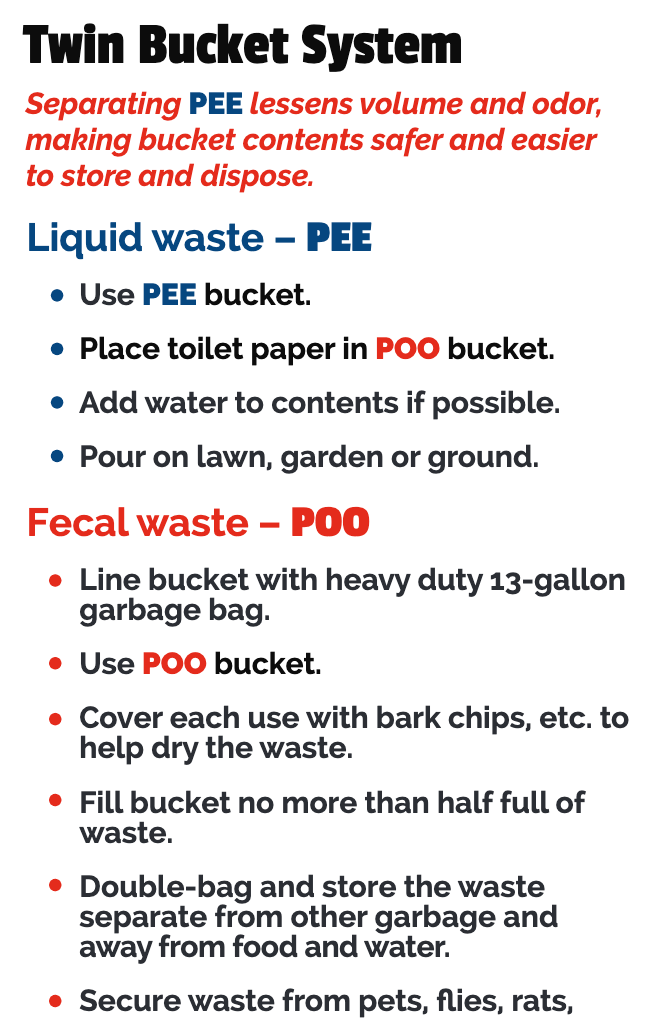 Twin Bucket System
Separating PEE lessens volume and odor,
making bucket contents safer and easier
to store and dispose.
Liquid waste – PEE
• Use PEE bucket.
• Place toilet paper in POO bucket.
• Add water to contents if possible.
• Pour on lawn, garden or ground.
Fecal waste – POO
• Line bucket with heavy duty 13-gallon
garbage bag.
• Use POO bucket.
• Cover each use with bark chips, etc. to
help dry the waste.
• Fill bucket no more than half full of
waste.
• Double-bag and store the waste
separate from other garbage and
away from food and water.
• Secure waste from pets, flies, rats,